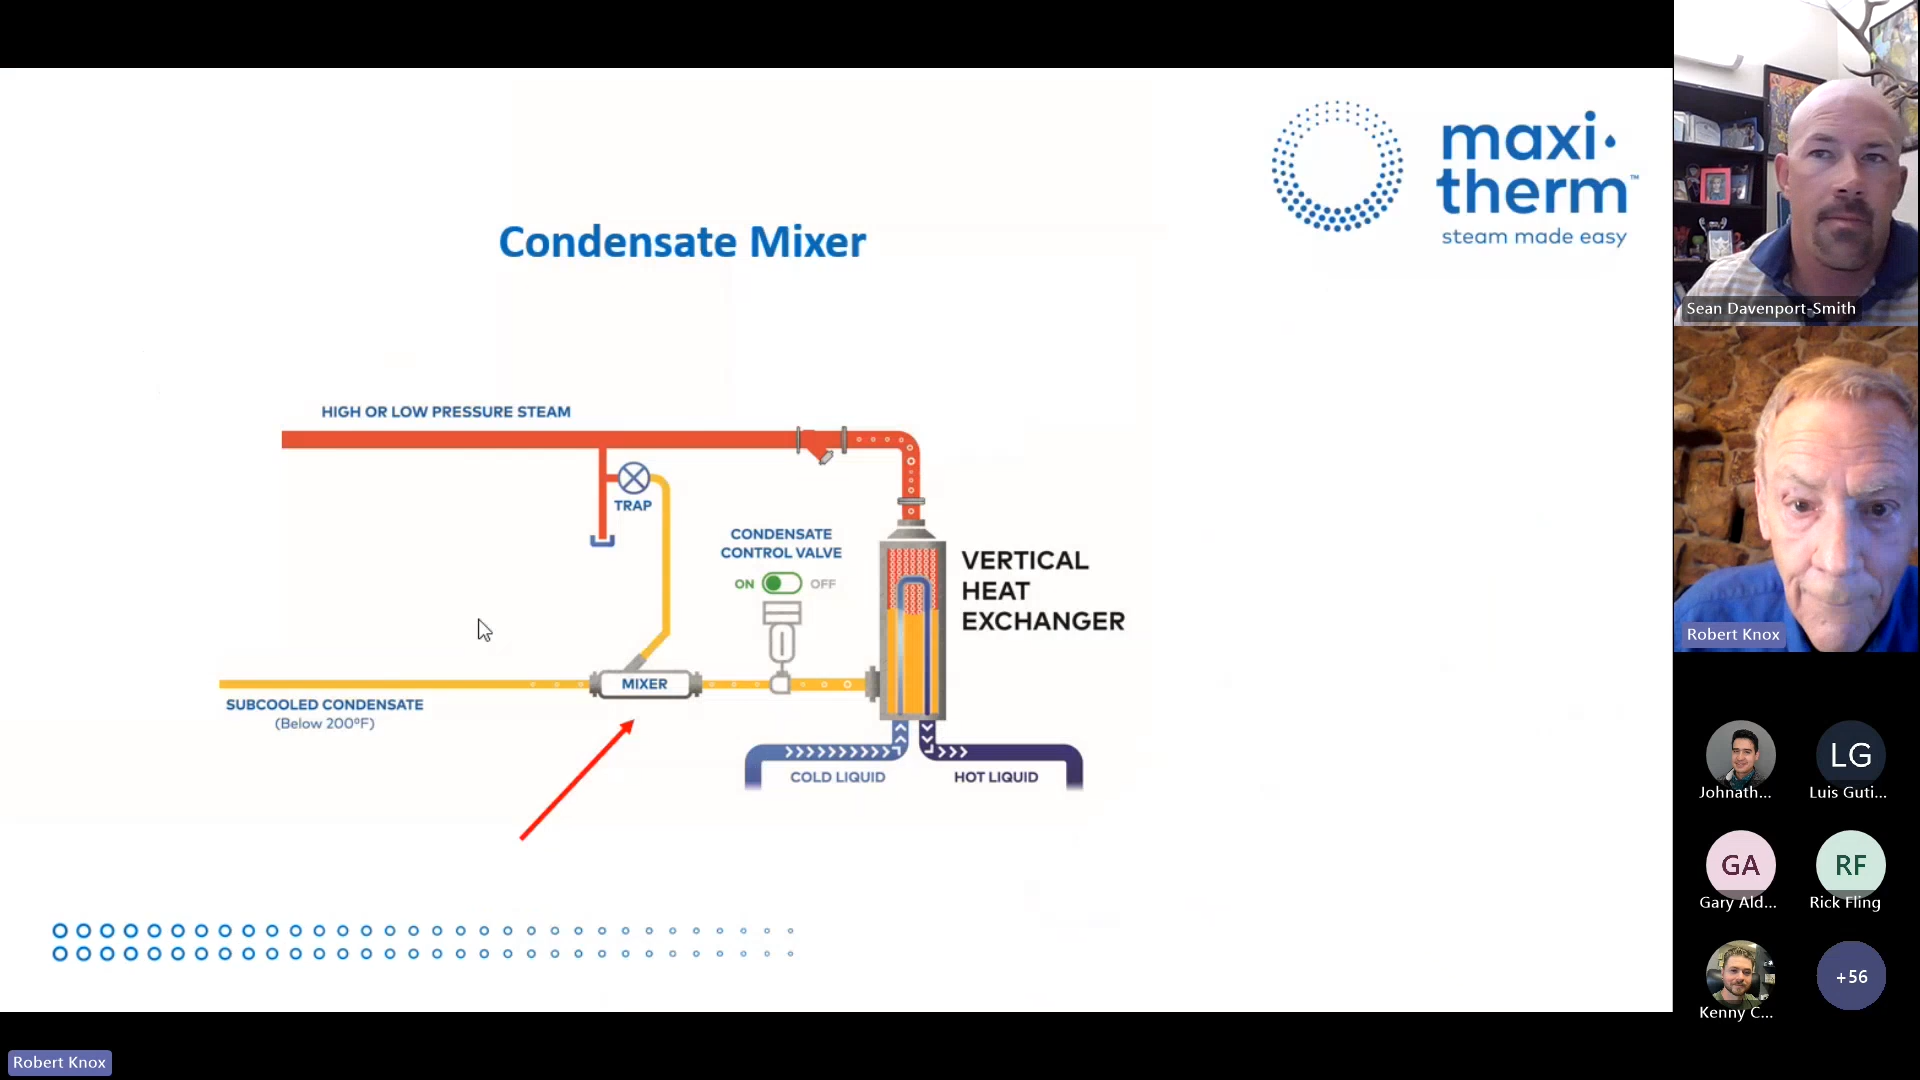 maxi
therm™
steam made easy
Condensate Mixer
HIGH OR LOW PRESSURE STEAM
TRAP
CONDENSATE
CONTROL VALVE
ON OFF
VERTICAL
HEAT
EXCHANGER
MIXER
SUBCOOLED CONDENSATE
(Below 200ºF)
COLD LIQUID
HOT LIQUID
Sean Davenport-Smith
Robert Knox
LG
Johnath...
Luis Guti...
GA
RF
Gary Ald...
Rick Fling
+56
Kenny C...
Robert Knox